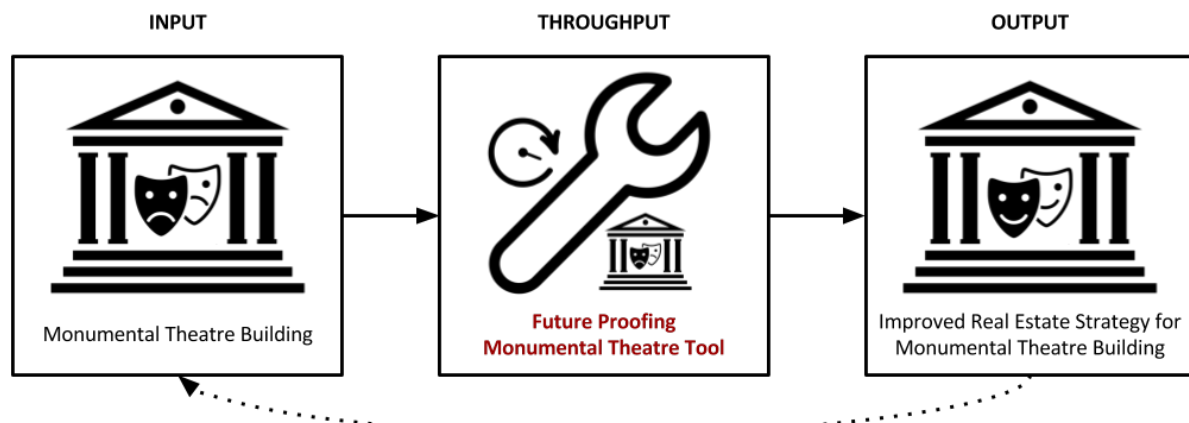 INPUT
THROUGHPUT
OUTPUT
Monumental Theatre Building
Future Proofing
Monumental Theatre Tool
Improved Real Estate Strategy for
Monumental Theatre Building